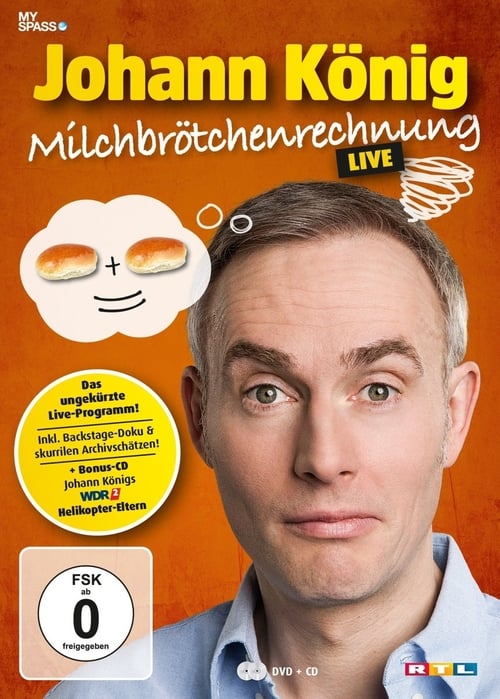 MY
SPASS
Johann König
Milchbrötchenrechnung
LIVE
+
Das
ungekürzte
Live-Programm!
Inkl. Backstage-Doku &
skurrilen Archivschätzen!
+ Bonus-CD
Johann Königs
WDR 2
Helikopter-Eltern
FSK
ab
0
freigegeben
DVD + CD
RTL